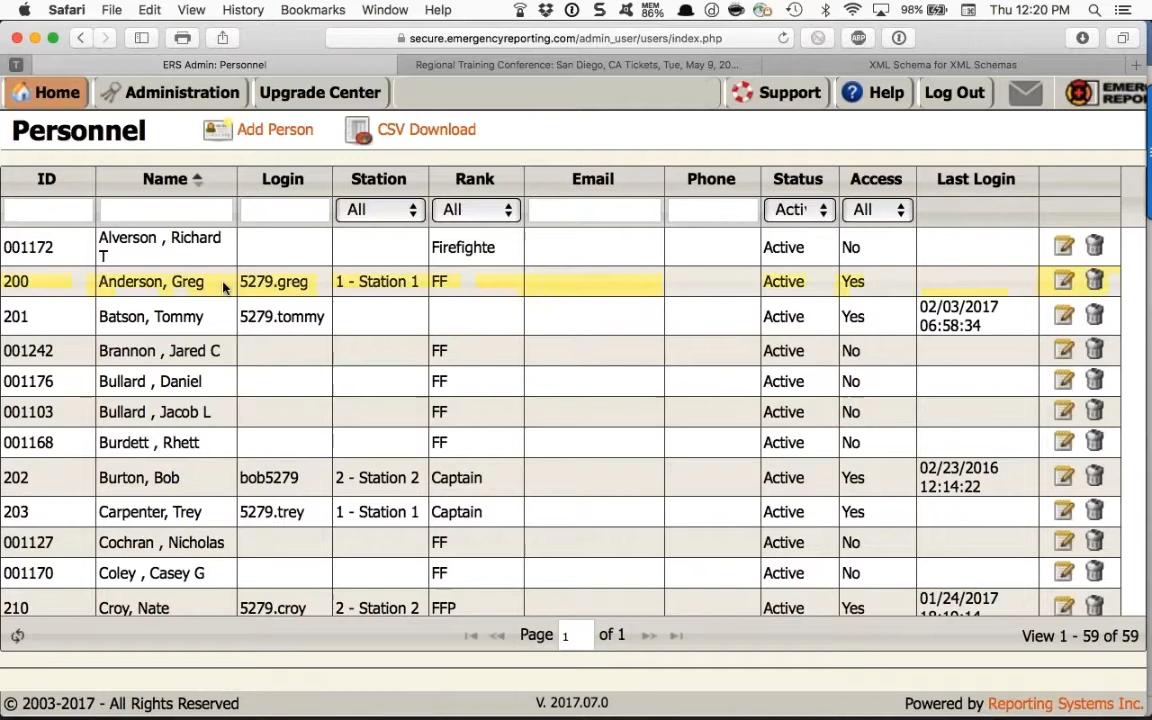 Safari File Edit View History Bookmarks Window Help MEM 86% 98% Thu 12:20 PM
secure.emergencyreporting.com/admin_user/users/index.php
T ERS Admin: Personnel Regional Training Conference: San Diego, CA Tickets, Tue, May 9, 20... XML Schema for XML Schemas
Home Administration Upgrade Center Support Help Log Out EMER
REPOR
Personnel Add Person CSV Download
ID Name Login Station Rank Email Phone Status Access Last Login
All All Acti All
001172 Alverson , Richard T Firefighte Active No
200 Anderson, Greg 5279.greg 1 - Station 1 FF Active Yes
201 Batson, Tommy 5279.tommy Active Yes 02/03/2017 06:58:34
001242 Brannon , Jared C FF Active No
001176 Bullard , Daniel FF Active No
001103 Bullard , Jacob L FF Active No
001168 Burdett , Rhett FF Active No
202 Burton, Bob bob5279 2 - Station 2 Captain Active Yes 02/23/2016 12:14:22
203 Carpenter, Trey 5279.trey 1 - Station 1 Captain Active Yes
001127 Cochran , Nicholas FF Active No
001170 Coley , Casey G FF Active No
210 Croy, Nate 5279.croy 2 - Station 2 FFP Active Yes 01/24/2017
Page 1 of 1 View 1 - 59 of 59
© 2003-2017 - All Rights Reserved V. 2017.07.0 Powered by Reporting Systems Inc.